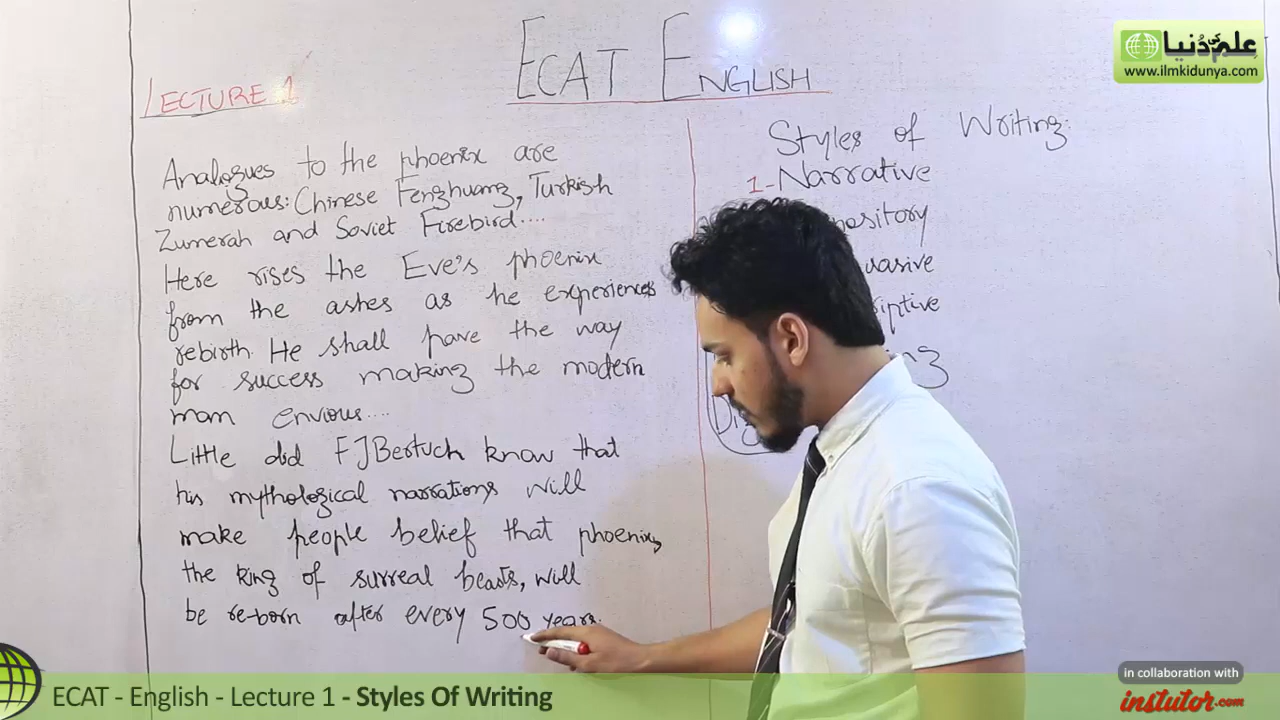 ECAT ENGLISH
LECTURE 1
Analogues to the phoenix are
numerous: Chinese Fenghuang, Turkish
Zumerah and Soviet Firebird....
Here rises the Eve's phoenix
from the ashes as he experiences
rebirth. He shall pave the way
for success making the modern
man envious....
Little did FJBertuch know that
his mythological narrations will
make people belief that phoenix,
the king of surreal beasts, will
be re-born after every 500 years.
Styles of Writing:
1-Narrative
علم کی دُنیا
www.ilmkidunya.com
ECAT - English - Lecture 1 - Styles Of Writing
in collaboration with
instutor.com